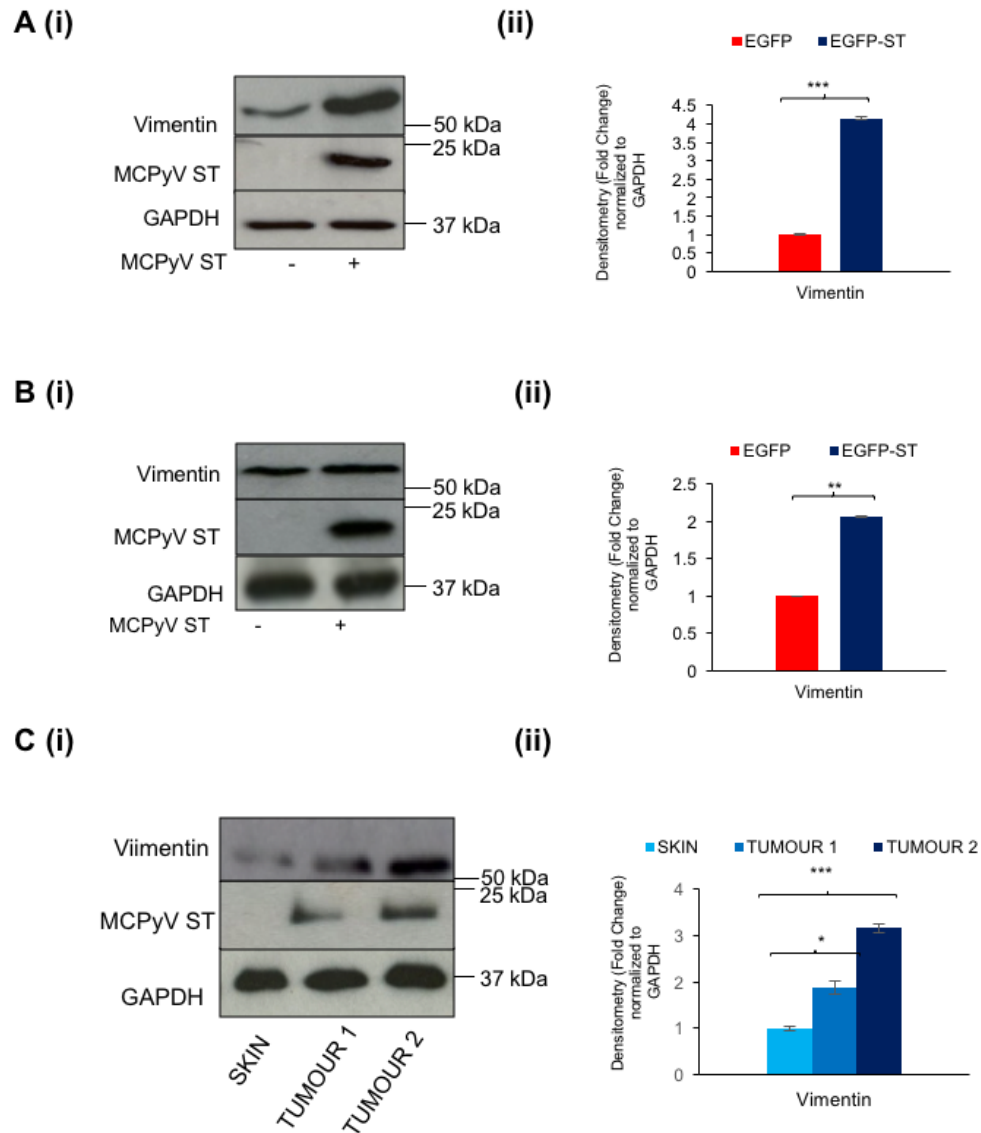 A (i)
Vimentin
50 kDa
25 kDa
MCPyV ST
GAPDH
37 kDa
MCPyV ST - +
(ii)
EGFP EGFP-ST
Densitometry (Fold Change)
normalized to
GAPDH
***
4.5
4
3.5
3
2.5
2
1.5
1
0.5
0
Vimentin
B (i)
Vimentin
50 kDa
25 kDa
MCPyV ST
GAPDH
37 kDa
MCPyV ST - +
(ii)
EGFP EGFP-ST
Densitometry (Fold Change)
normalized to
GAPDH
**
2.5
2
1.5
1
0.5
0
Vimentin
C (i)
Viimentin
50 kDa
25 kDa
MCPyV ST
GAPDH
37 kDa
SKIN
TUMOUR 1
TUMOUR 2
(ii)
SKIN TUMOUR 1 TUMOUR 2
Densitometry (Fold Change)
normalized to
GAPDH
***
*
4
3
2
1
0
Vimentin